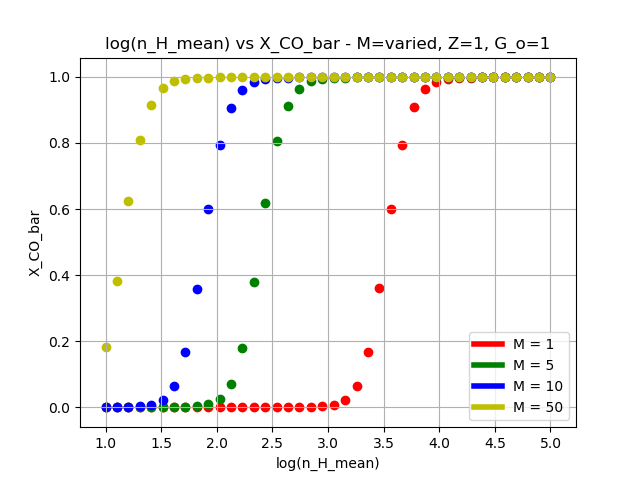 log(n_H_mean) vs X_CO_bar - M=varied, Z=1, G_o=1
1.0
0.8
0.6
0.4
0.2
0.0
X_CO_bar
M = 1
M = 5
M = 10
M = 50
1.0 1.5 2.0 2.5 3.0 3.5 4.0 4.5 5.0
log(n_H_mean)